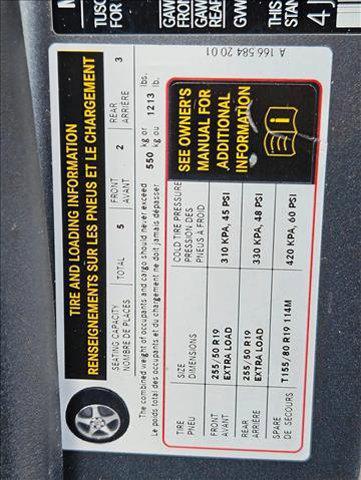 TUSC
FOR
GAW
FRON
GAW
REAR
GVW
THIS
STAN
4J
A 166 584 20 01
TIRE AND LOADING INFORMATION
RENSEIGNEMENTS SUR LES PNEUS ET LE CHARGEMENT
SEATING CAPACITY TOTAL 5 FRONT 2 REAR 3
NOMBRE DE PLACES AVANT ARRIÈRE
The combined weight of occupants and cargo should never exceed 550 kg or 1213 lbs.
Le poids total des occupants et du chargement ne doit jamais dépasser kg ou lb.
TIRE SIZE COLD TIRE PRESSURE
PNEU DIMENSIONS PRESSION DES
PNEUS À FROID
FRONT 255/50 R19 310 KPA, 45 PSI
AVANT EXTRA LOAD
REAR 255/50 R19 330 KPA, 48 PSI
ARRIÈRE EXTRA LOAD
SPARE T155/80 R19 114M 420 KPA, 60 PSI
DE SECOURS
SEE OWNER'S
MANUAL FOR
ADDITIONAL
INFORMATION